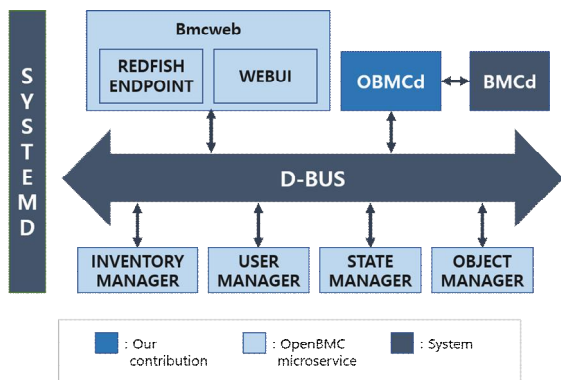 SYSTEMD
Bmcweb
REDFISH
ENDPOINT
WEBUI
OBMCd
BMCd
D-BUS
INVENTORY
MANAGER
USER
MANAGER
STATE
MANAGER
OBJECT
MANAGER
: Our
contribution
: OpenBMC
microservice
: System